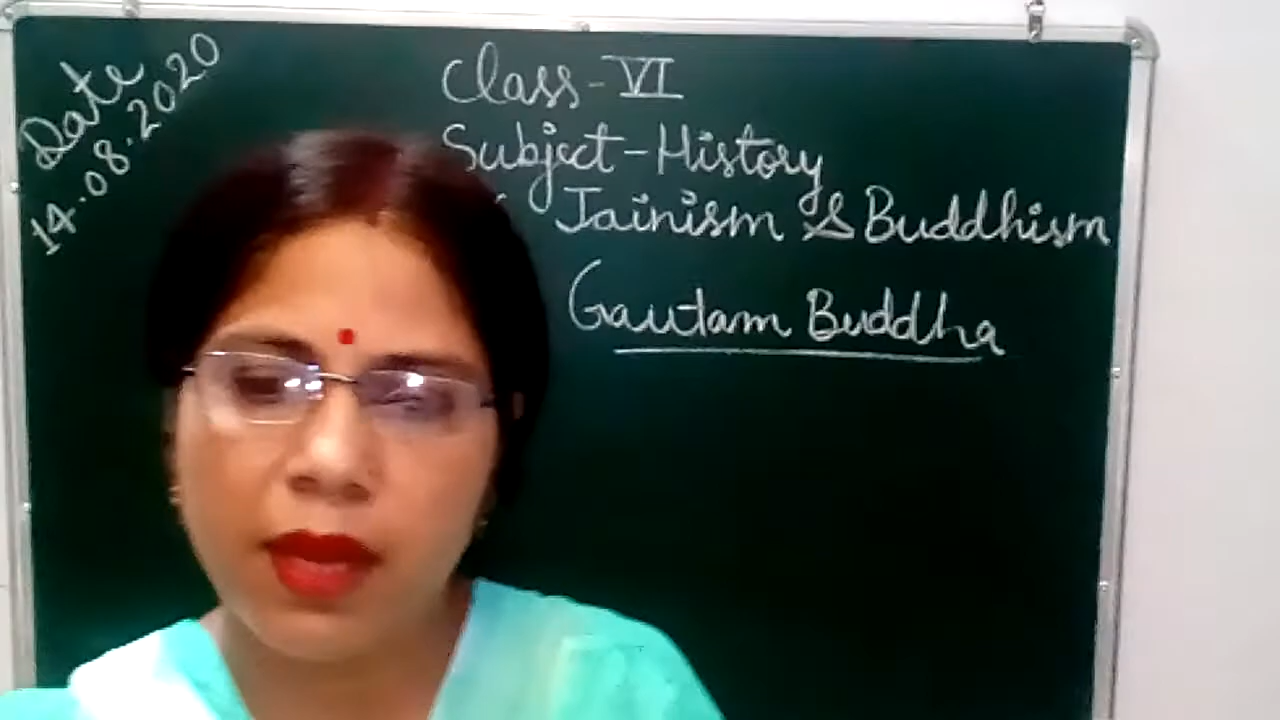 Date
14.08.2020
Class-VI
Subject-History
Jainism & Buddhism
Gautam Buddha